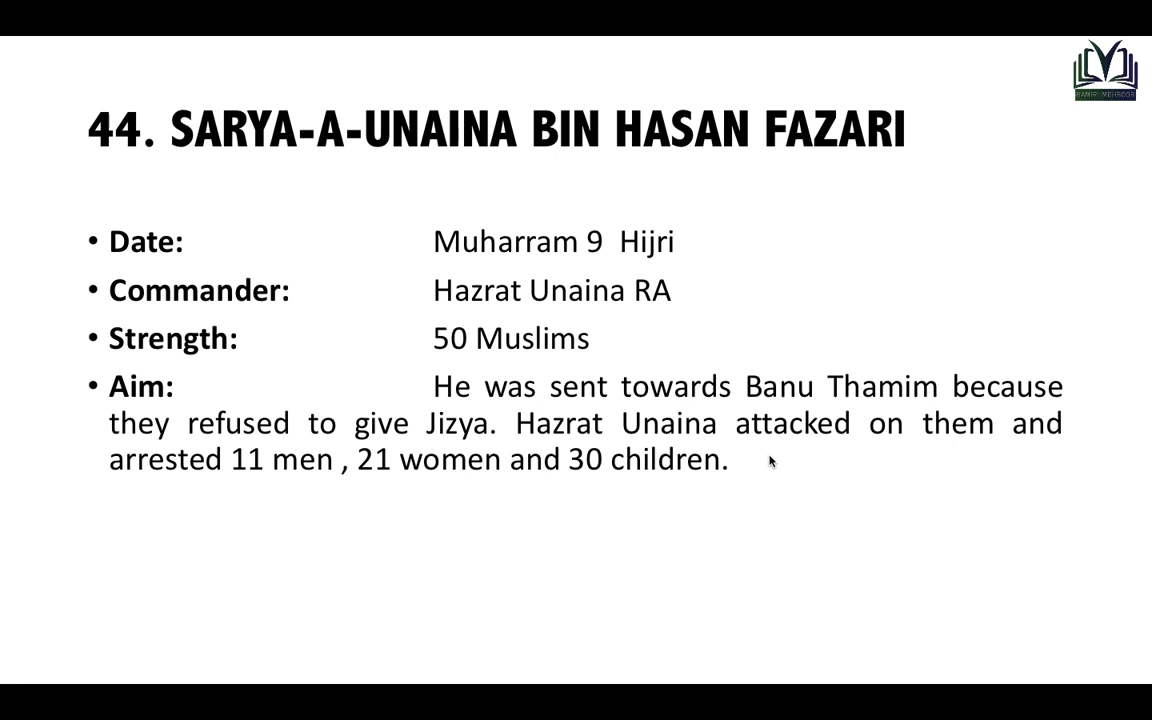 44. SARYA-A-UNAINA BIN HASAN FAZARI
• Date: Muharram 9 Hijri
• Commander: Hazrat Unaina RA
• Strength: 50 Muslims
• Aim: He was sent towards Banu Thamim because
they refused to give Jizya. Hazrat Unaina attacked on them and
arrested 11 men , 21 women and 30 children.